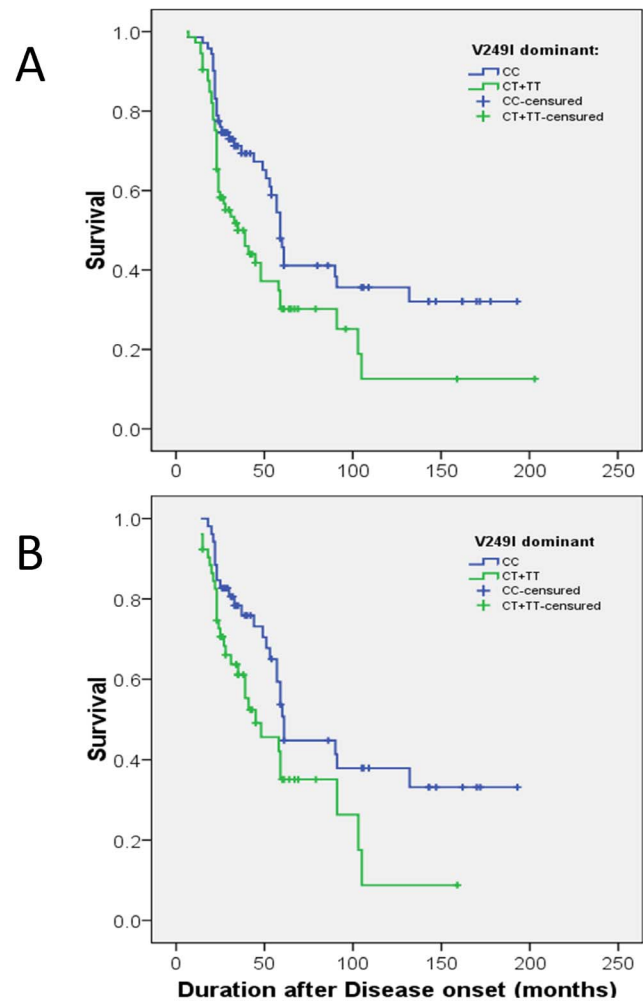 A
V249I dominant:
CC
CT+TT
CC-censured
CT+TT-censured
Survival
1.0
0.8
0.6
0.4
0.2
0.0
0 50 100 150 200 250
B
V249I dominant
CC
CT+TT
CC-censured
CT+TT-censured
Survival
1.0
0.8
0.6
0.4
0.2
0.0
0 50 100 150 200 250
Duration after Disease onset (months)